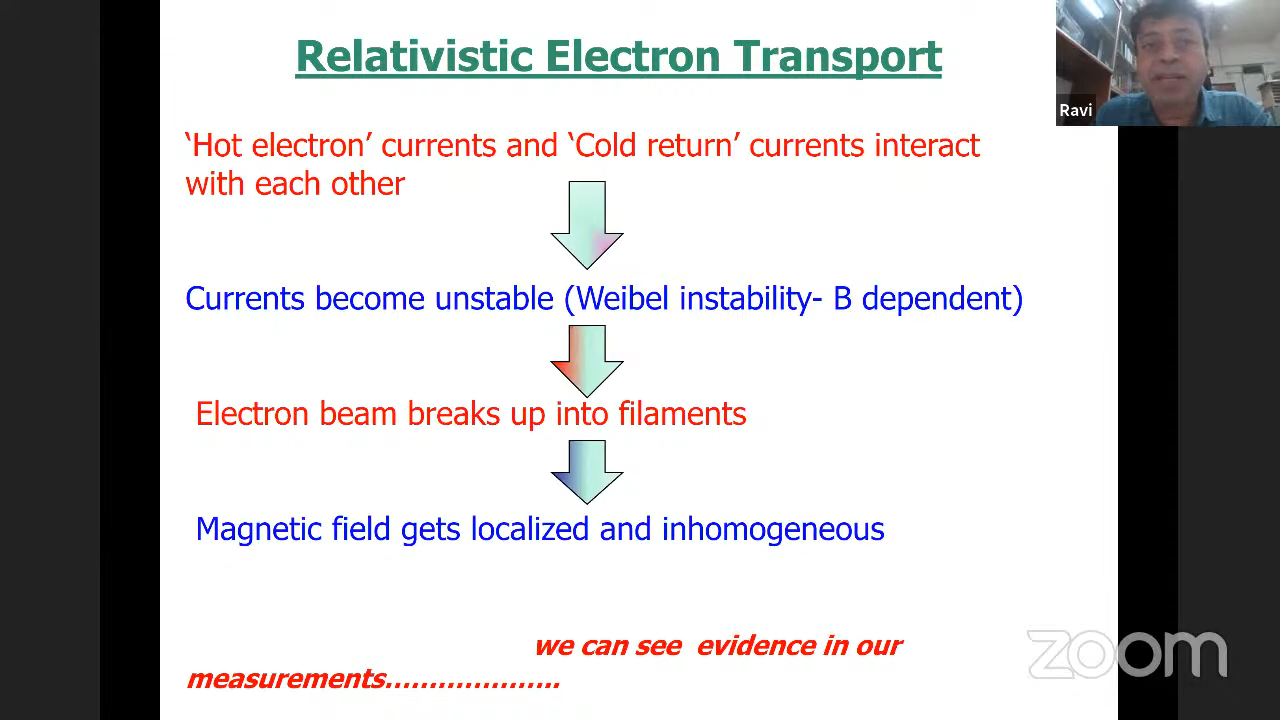 Relativistic Electron Transport
Ravi
‘Hot electron’ currents and ‘Cold return’ currents interact
with each other
Currents become unstable (Weibel instability- B dependent)
Electron beam breaks up into filaments
Magnetic field gets localized and inhomogeneous
we can see evidence in our
measurements.....................
zoom